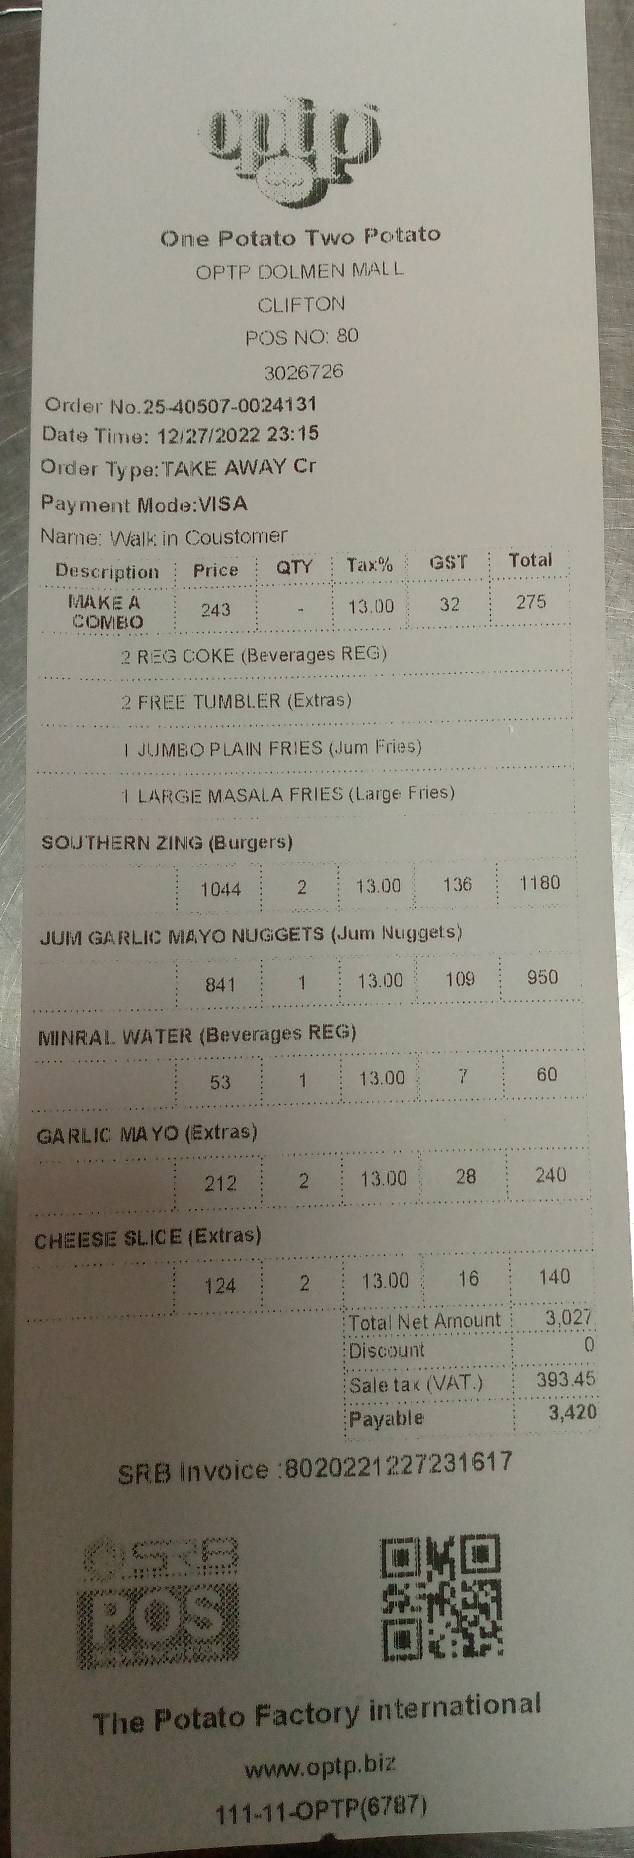 optp
One Potato Two Potato
OPTP DOLMEN MALL
CLIFTON
POS NO: 80
3026726
Order No.25-40507-0024131
Date Time: 12/27/2022 23:15
Order Type:TAKE AWAY Cr
Payment Mode:VISA
Name: Walk in Coustomer
Description Price QTY Tax% GST Total
MAKE A COMBO 243 - 13.00 32 275
2 REG COKE (Beverages REG)
2 FREE TUMBLER (Extras)
1 JUMBO PLAIN FRIES (Jum Fries)
1 LARGE MASALA FRIES (Large Fries)
SOUTHERN ZING (Burgers)
1044 2 13.00 136 1180
JUM GARLIC MAYO NUGGETS (Jum Nuggets)
841 1 13.00 109 950
MINRAL WATER (Beverages REG)
53 1 13.00 7 60
GARLIC MAYO (Extras)
212 2 13.00 28 240
CHEESE SLICE (Extras)
124 2 13.00 16 140
Total Net Amount 3,027
Discount 0
Sale tax (VAT.) 393.45
Payable 3,420
SRB Invoice :8020221227231617
SRB
POS
The Potato Factory international
www.optp.biz
111-11-OPTP(6787)